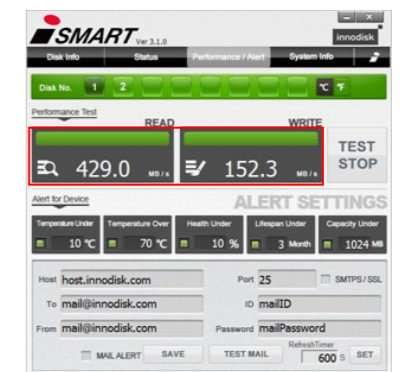 iSMART Ver 3.1.0
innodisk
Disk Info Status Performance / Alert System Info
Disk No. 1 2 °C °F
Performance Test
READ WRITE
429.0 MB / s 152.3 MB / s
TEST STOP
Alert for Device
ALERT SETTINGS
Temperature Under Temperature Over Health Under Lifespan Under Capacity Under
10 °C 70 °C 10 % 3 Month 1024 MB
Host host.innodisk.com Port 25 SMTPS / SSL
To mail@innodisk.com ID mailID
From mail@innodisk.com Password mailPassword
RefreshTimer
MAIL ALERT SAVE TEST MAIL 600 S SET